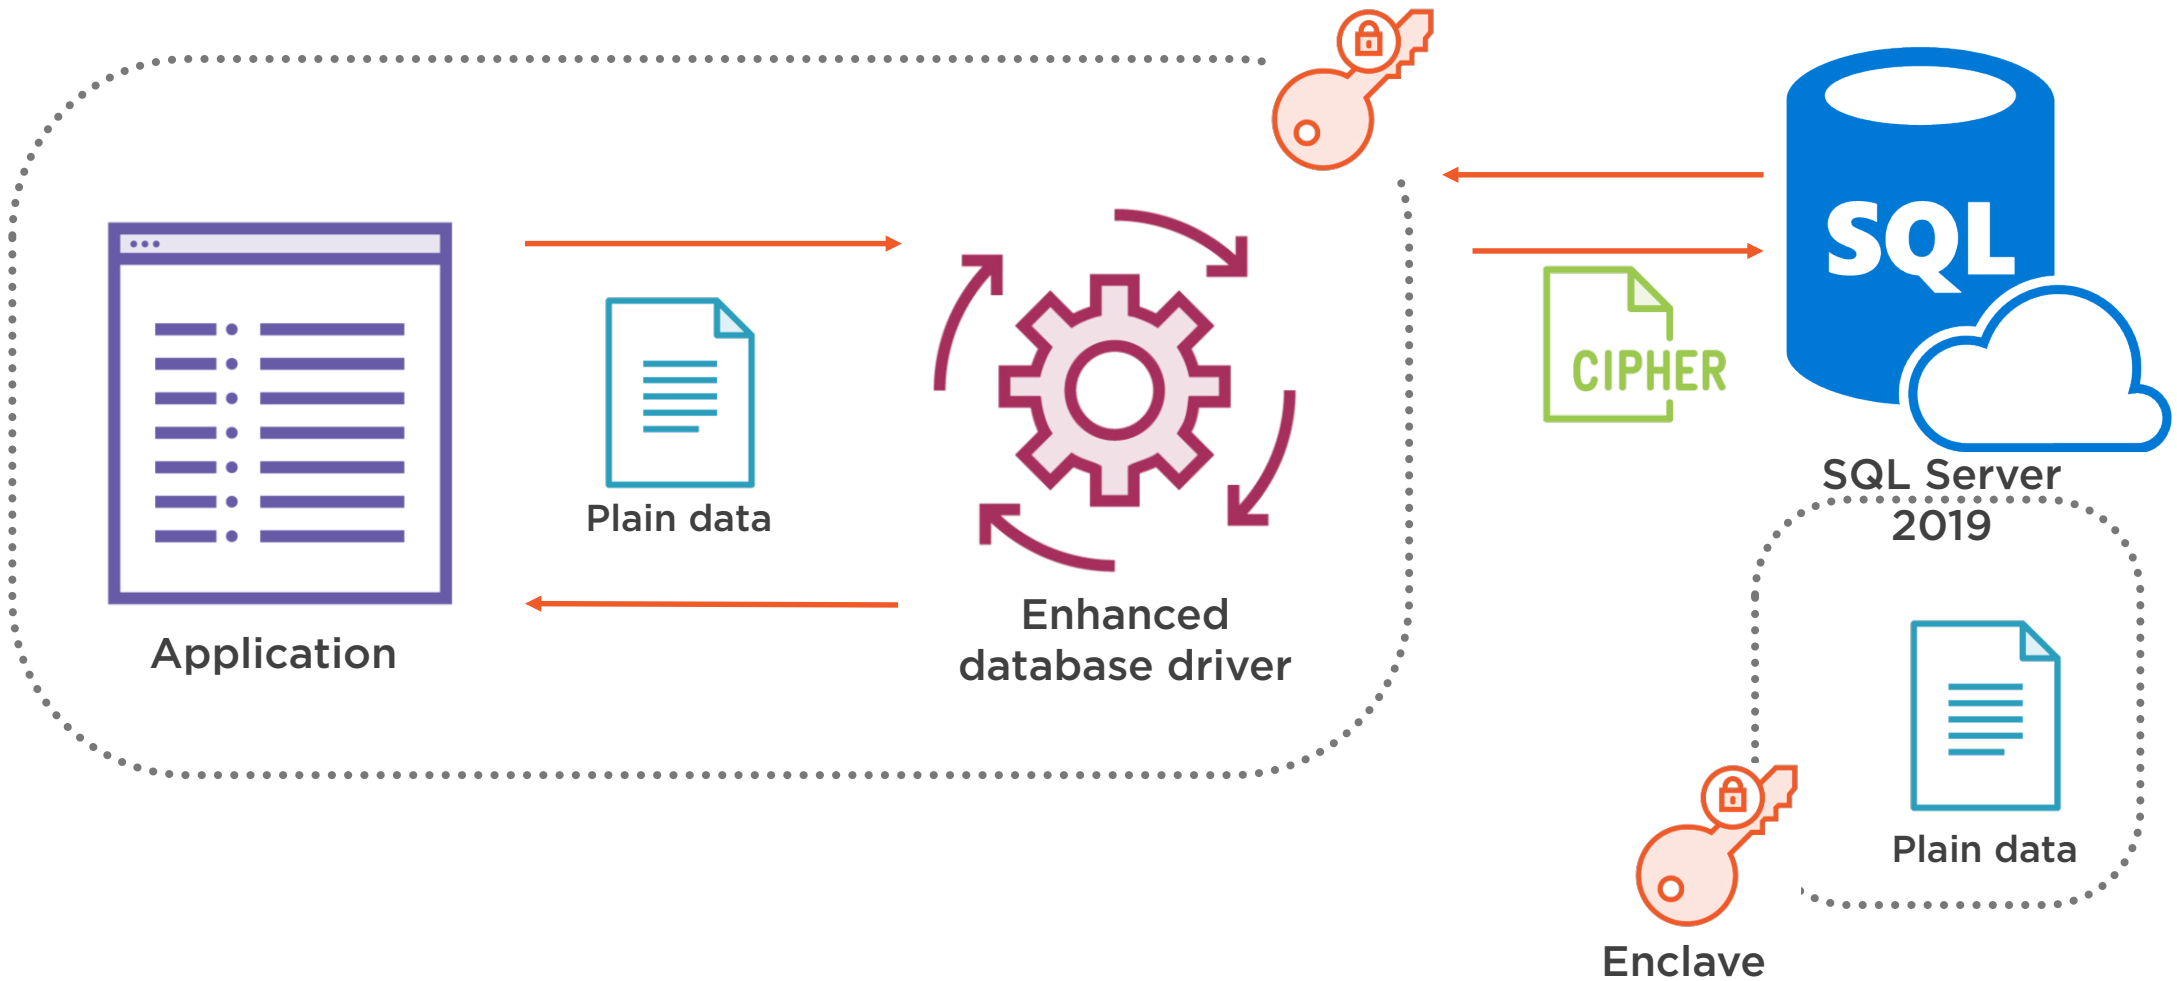 SQL
CIPHER
SQL Server
2019
Plain data
Enhanced
database driver
Application
Plain data
Enclave